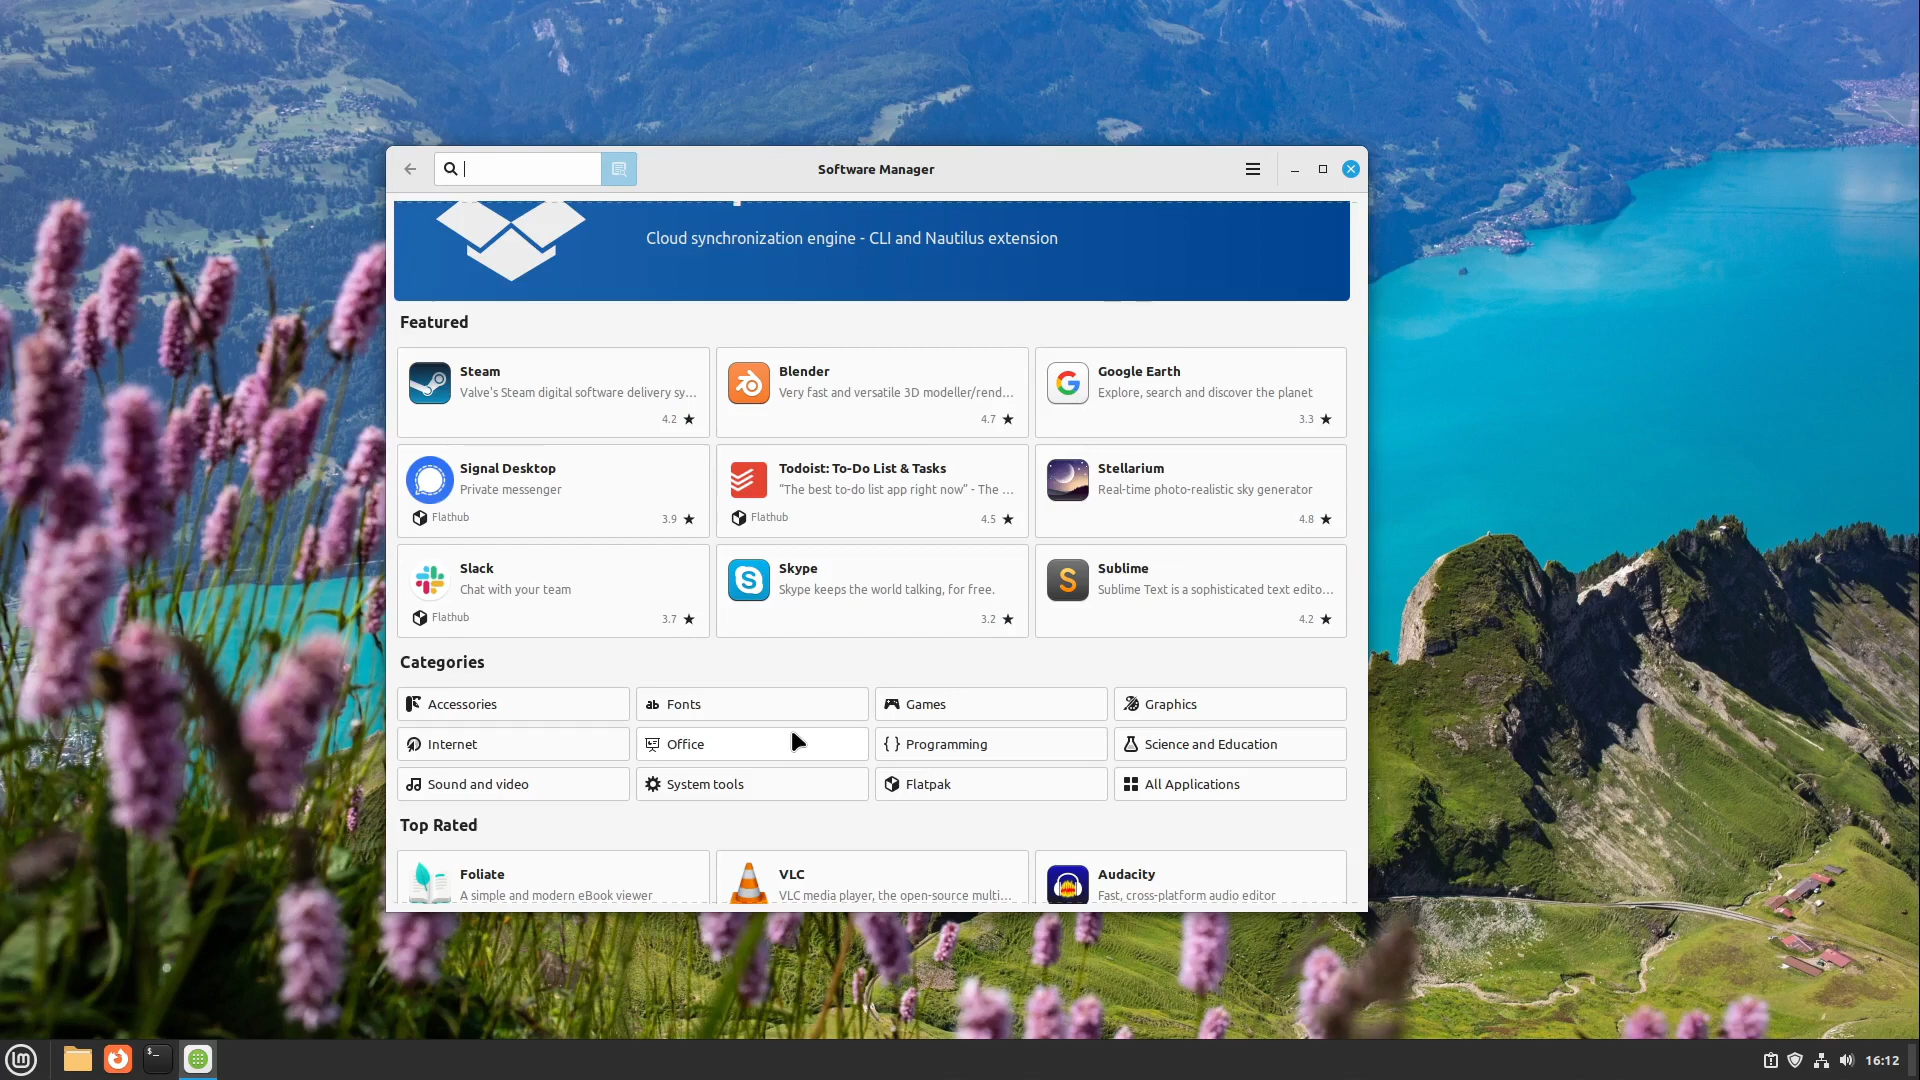 Software Manager
Cloud synchronization engine - CLI and Nautilus extension
Featured
Steam
Valve's Steam digital software delivery sy...
4.2 ★
Blender
Very fast and versatile 3D modeller/rend...
4.7 ★
Google Earth
Explore, search and discover the planet
3.3 ★
Signal Desktop
Private messenger
Flathub
3.9 ★
Todoist: To-Do List & Tasks
"The best to-do list app right now" - The ...
Flathub
4.5 ★
Stellarium
Real-time photo-realistic sky generator
4.8 ★
Slack
Chat with your team
Flathub
3.7 ★
Skype
Skype keeps the world talking, for free.
3.2 ★
Sublime
Sublime Text is a sophisticated text edito...
4.2 ★
Categories
Accessories
ab Fonts
Games
Graphics
Internet
Office
{ } Programming
Science and Education
Sound and video
System tools
Flatpak
All Applications
Top Rated
Foliate
A simple and modern eBook viewer
VLC
VLC media player, the open-source multi...
Audacity
Fast, cross-platform audio editor
16:12